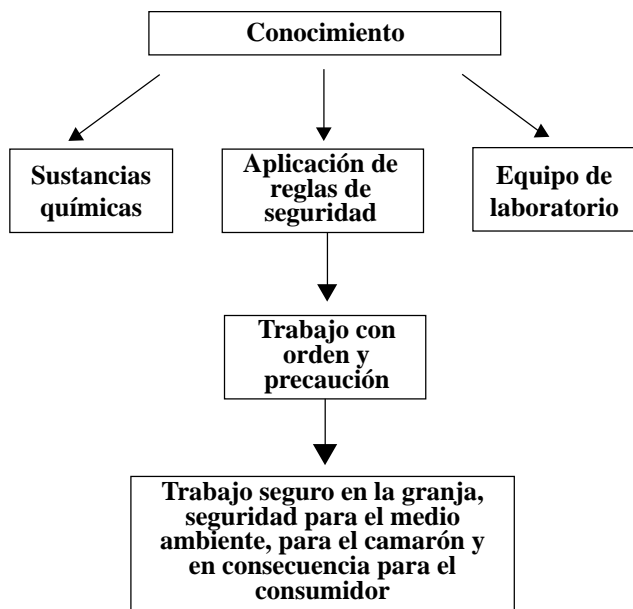 Conocimiento
Sustancias
químicas
Aplicación de
reglas de
seguridad
Equipo de
laboratorio
Trabajo con
orden y
precaución
Trabajo seguro en la granja,
seguridad para el medio
ambiente, para el camarón y
en consecuencia para el
consumidor